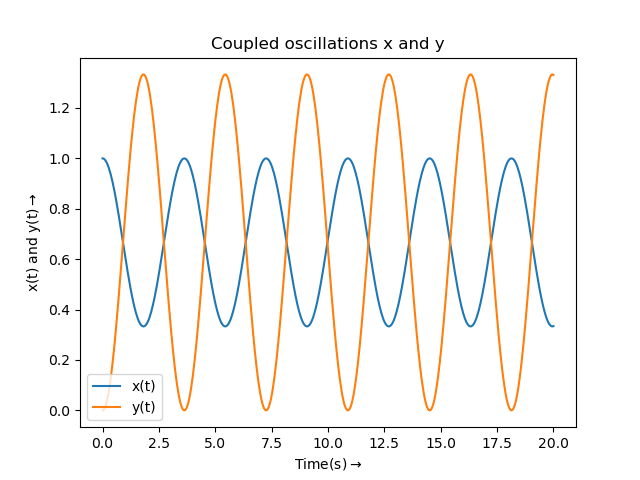 Coupled oscillations x and y
x(t) and y(t)→
1.2
1.0
0.8
0.6
0.4
0.2
0.0
x(t)
y(t)
0.0 2.5 5.0 7.5 10.0 12.5 15.0 17.5 20.0
Time(s)→